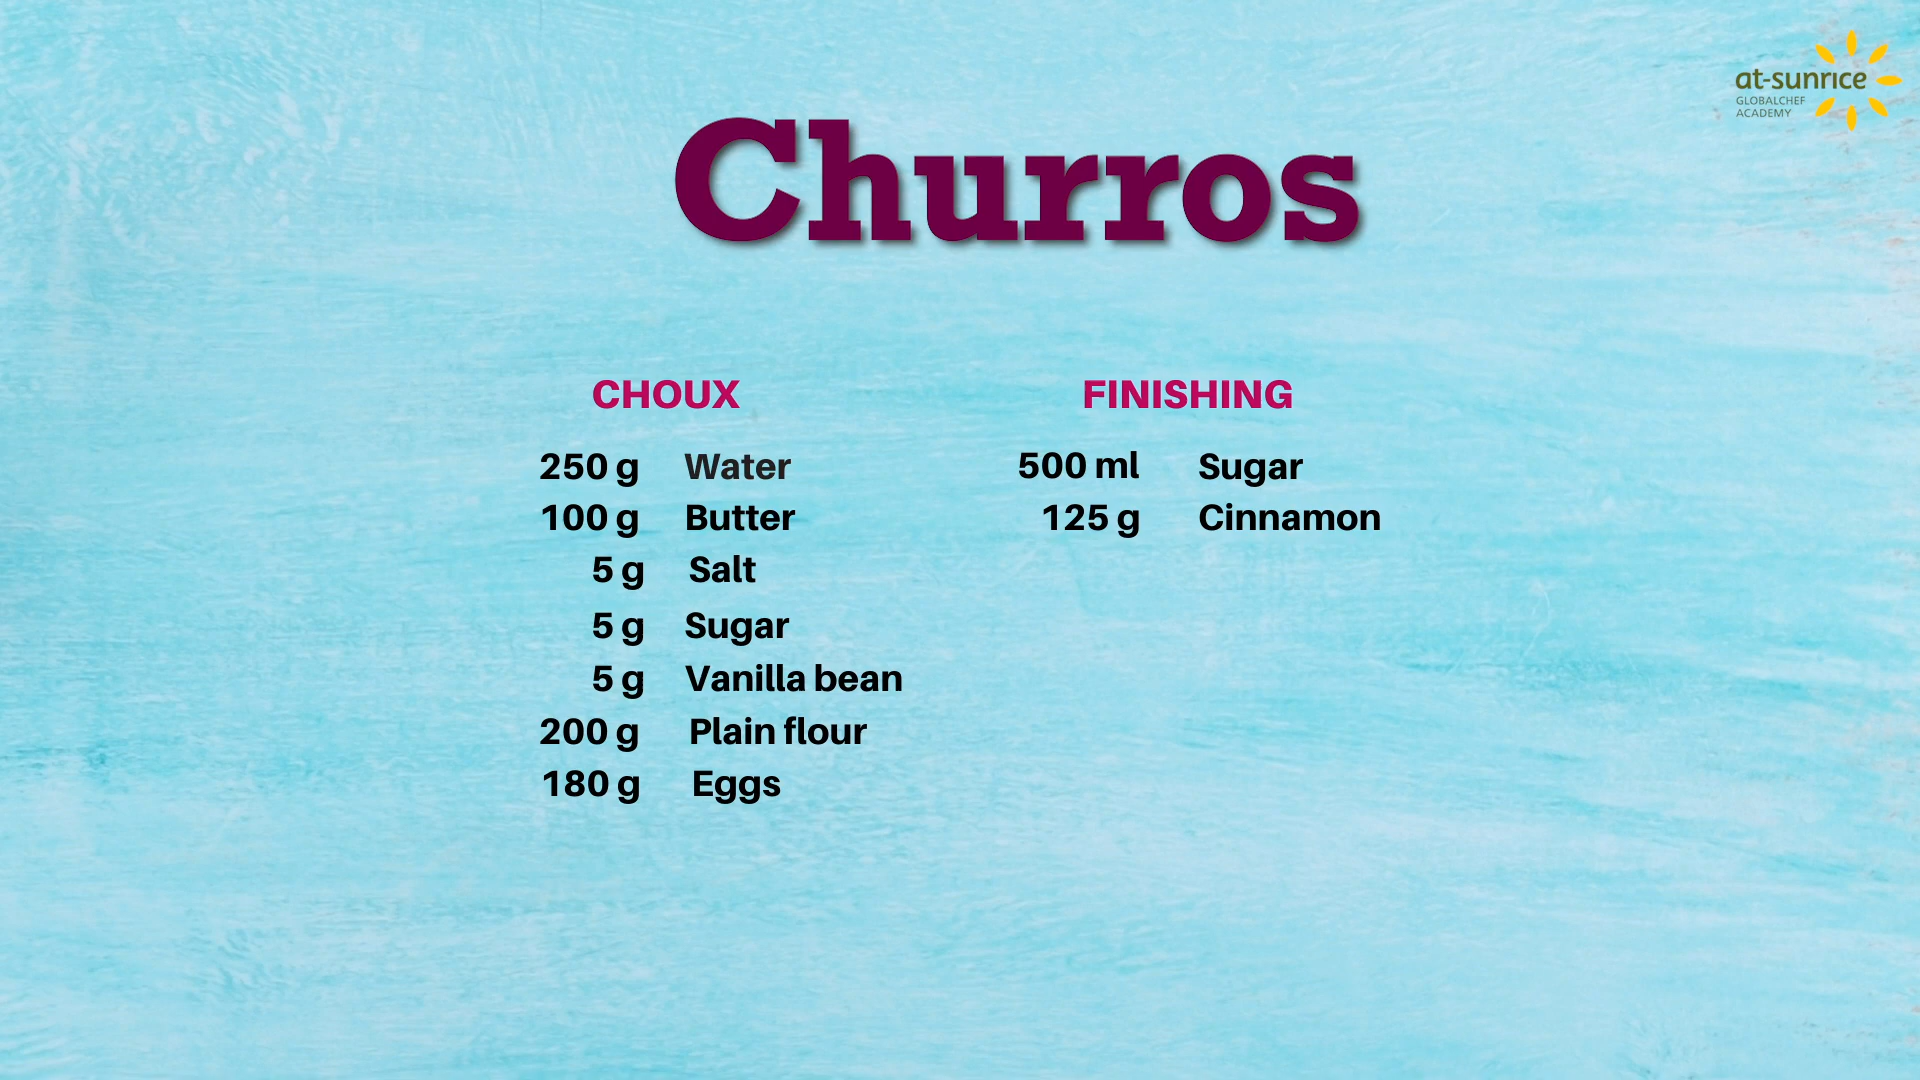 at-sunrice
GLOBALCHEF
ACADEMY
Churros
CHOUX
250 g Water
100 g Butter
5 g Salt
5 g Sugar
5 g Vanilla bean
200 g Plain flour
180 g Eggs
FINISHING
500 ml Sugar
125 g Cinnamon